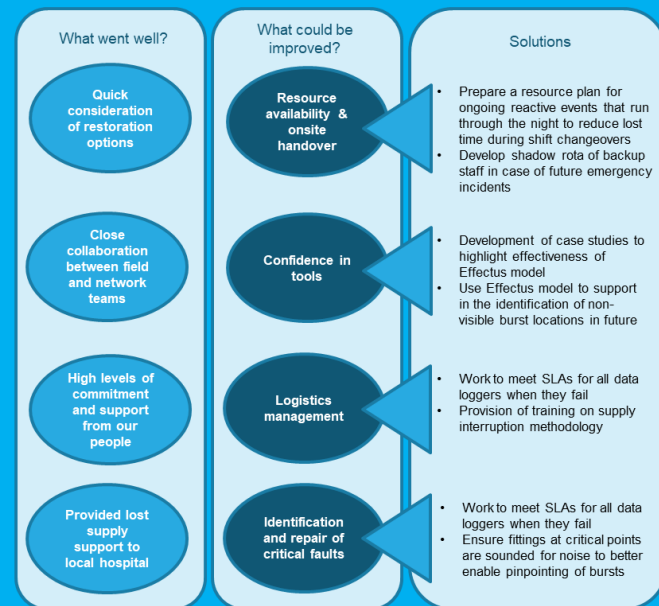 What went well?
Quick
consideration
of restoration
options
Close
collaboration
between field
and network
teams
High levels of
commitment
and support
from our
people
Provided lost
supply
support to
local hospital
What could be
improved?
Resource
availability &
onsite
handover
Confidence in
tools
Logistics
management
Identification
and repair of
critical faults
Solutions
• Prepare a resource plan for
ongoing reactive events that run
through the night to reduce lost
time during shift changeovers
• Develop shadow rota of backup
staff in case of future emergency
incidents
• Development of case studies to
highlight effectiveness of
Effectus model
• Use Effectus model to support
in the identification of non-
visible burst locations in future
• Work to meet SLAs for all data
loggers when they fail
• Provision of training on supply
interruption methodology
• Work to meet SLAs for all data
loggers when they fail
• Ensure fittings at critical points
are sounded for noise to better
enable pinpointing of bursts